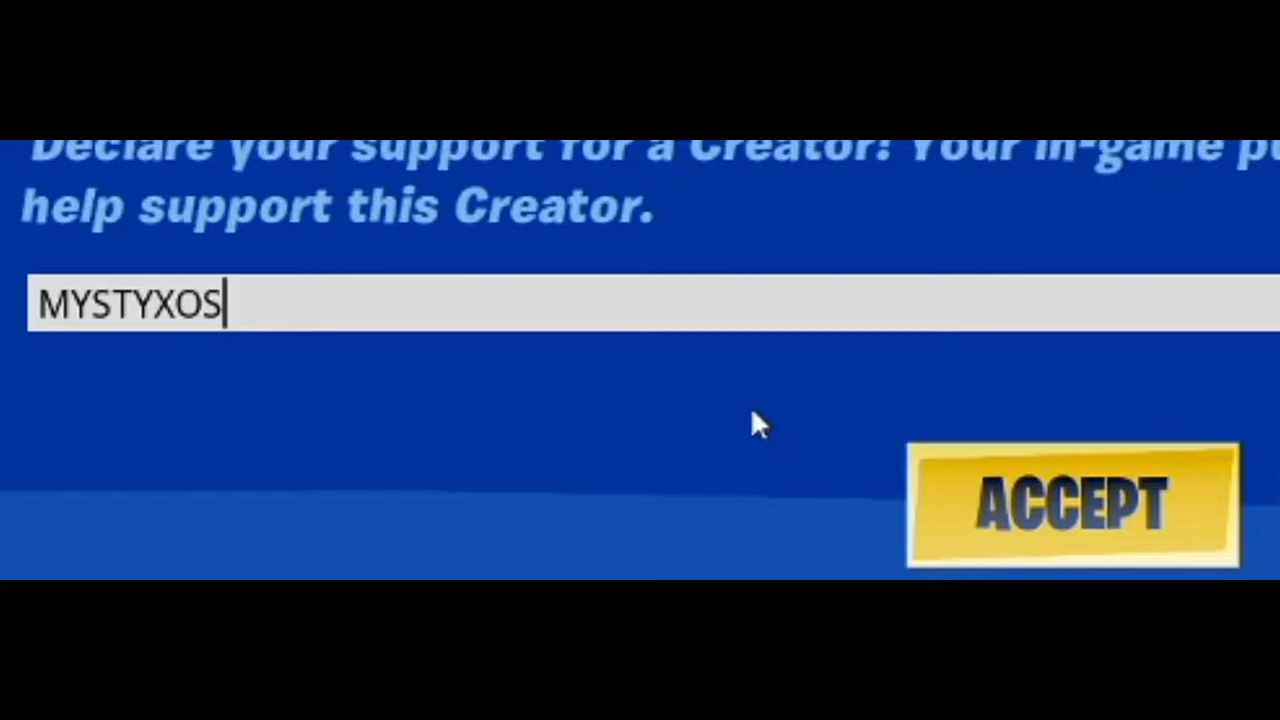 Declare your support for a Creator! Your in-game
help support this Creator.
MYSTYXOS
ACCEPT